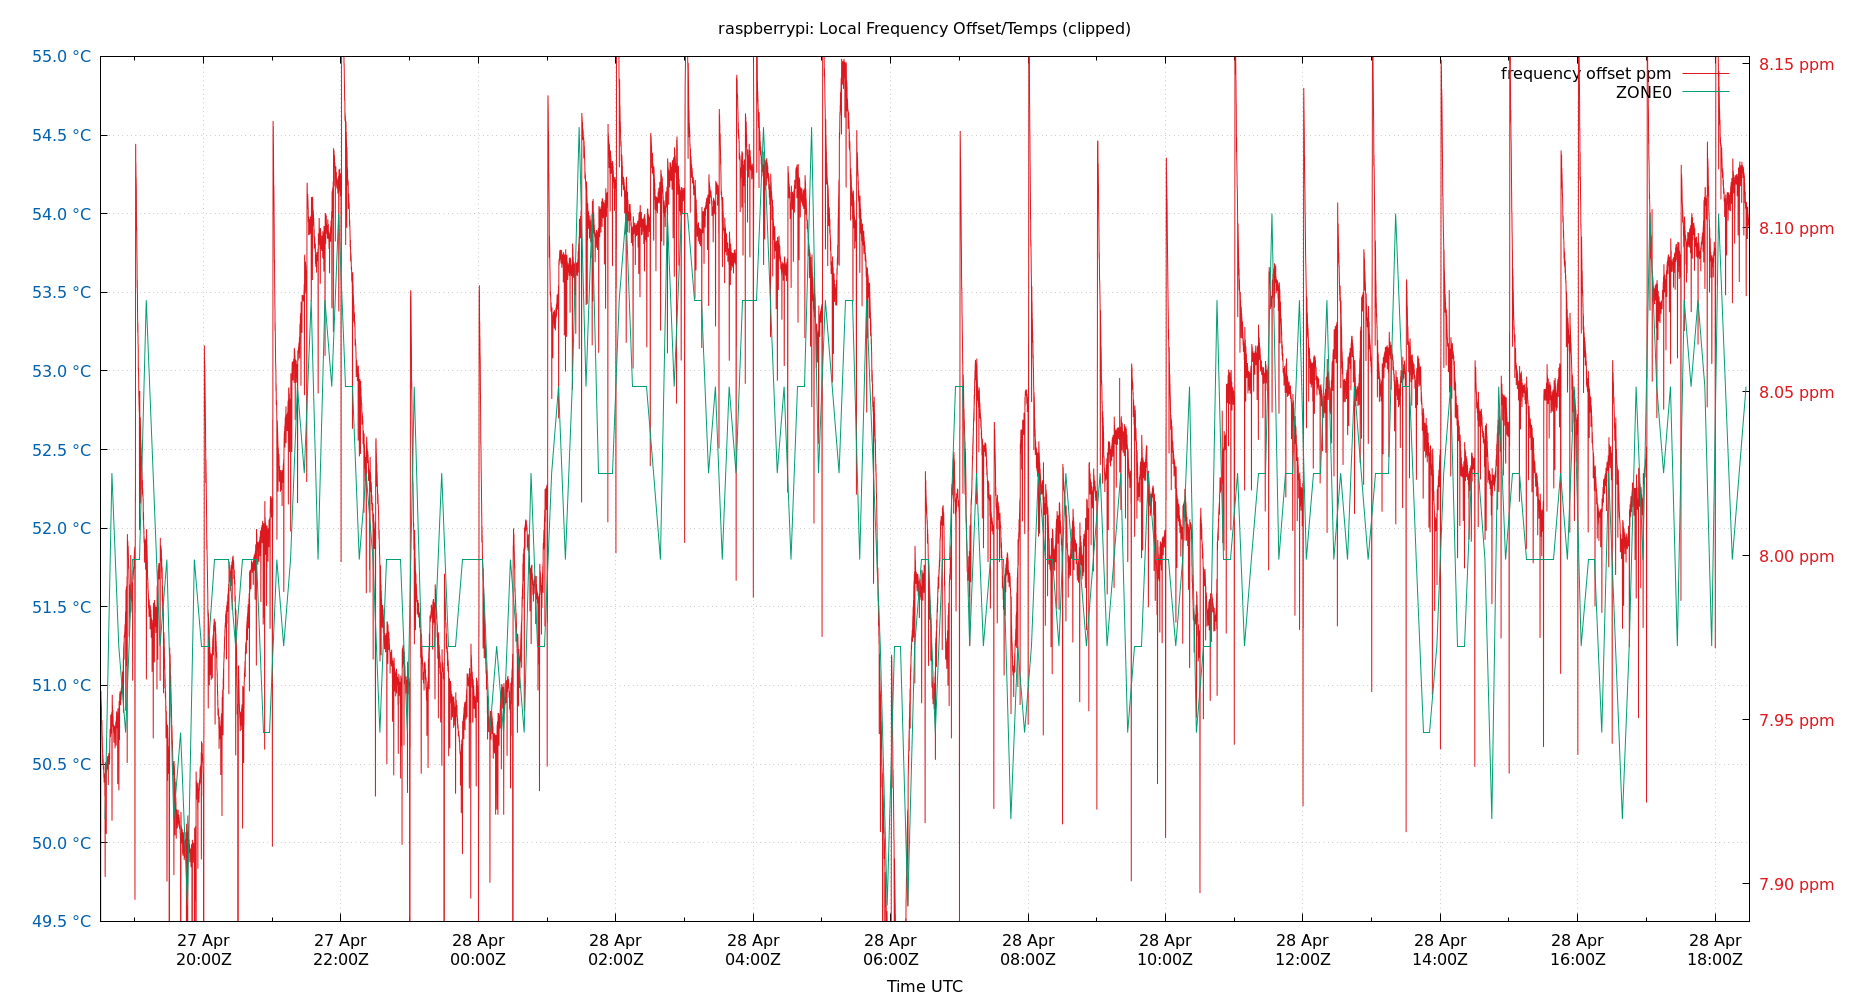 raspberrypi: Local Frequency Offset/Temps (clipped)
frequency offset ppm
ZONE0
55.0 °C
54.5 °C
54.0 °C
53.5 °C
53.0 °C
52.5 °C
52.0 °C
51.5 °C
51.0 °C
50.5 °C
50.0 °C
49.5 °C
8.15 ppm
8.10 ppm
8.05 ppm
8.00 ppm
7.95 ppm
7.90 ppm
27 Apr
20:00Z
27 Apr
22:00Z
28 Apr
00:00Z
28 Apr
02:00Z
28 Apr
04:00Z
28 Apr
06:00Z
28 Apr
08:00Z
28 Apr
10:00Z
28 Apr
12:00Z
28 Apr
14:00Z
28 Apr
16:00Z
28 Apr
18:00Z
Time UTC